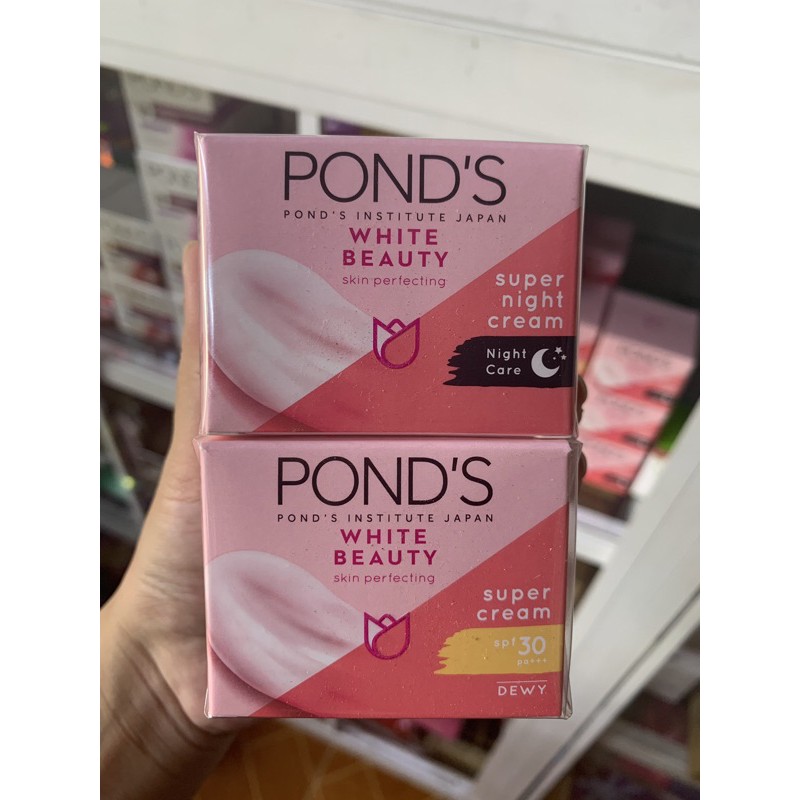 POND'S
POND'S INSTITUTE JAPAN
WHITE
BEAUTY
skin perfecting
super
night
cream
Night
Care
POND'S
POND'S INSTITUTE JAPAN
WHITE
BEAUTY
skin perfecting
super
cream
spf 30
pa+++
DEWY